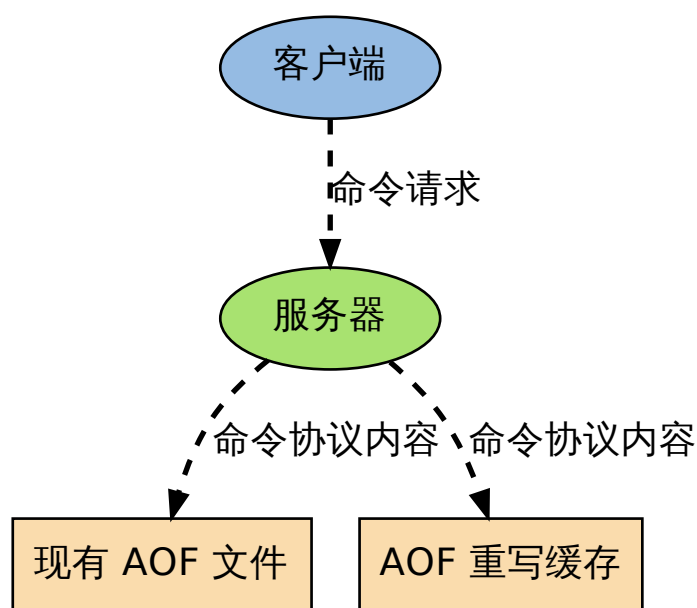 客户端
命令请求
服务器
命令协议内容
命令协议内容
现有 AOF 文件
AOF 重写缓存